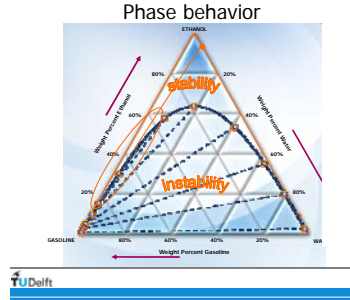 Phase behavior
ETHANOL
80%
20%
stability
Weight Percent Ethanol
Weight Percent Water
60%
40%
40%
60%
instability
20%
80%
GASOLINE
80%
60%
40%
20%
WA
Weight Percent Gasoline
TUDelft